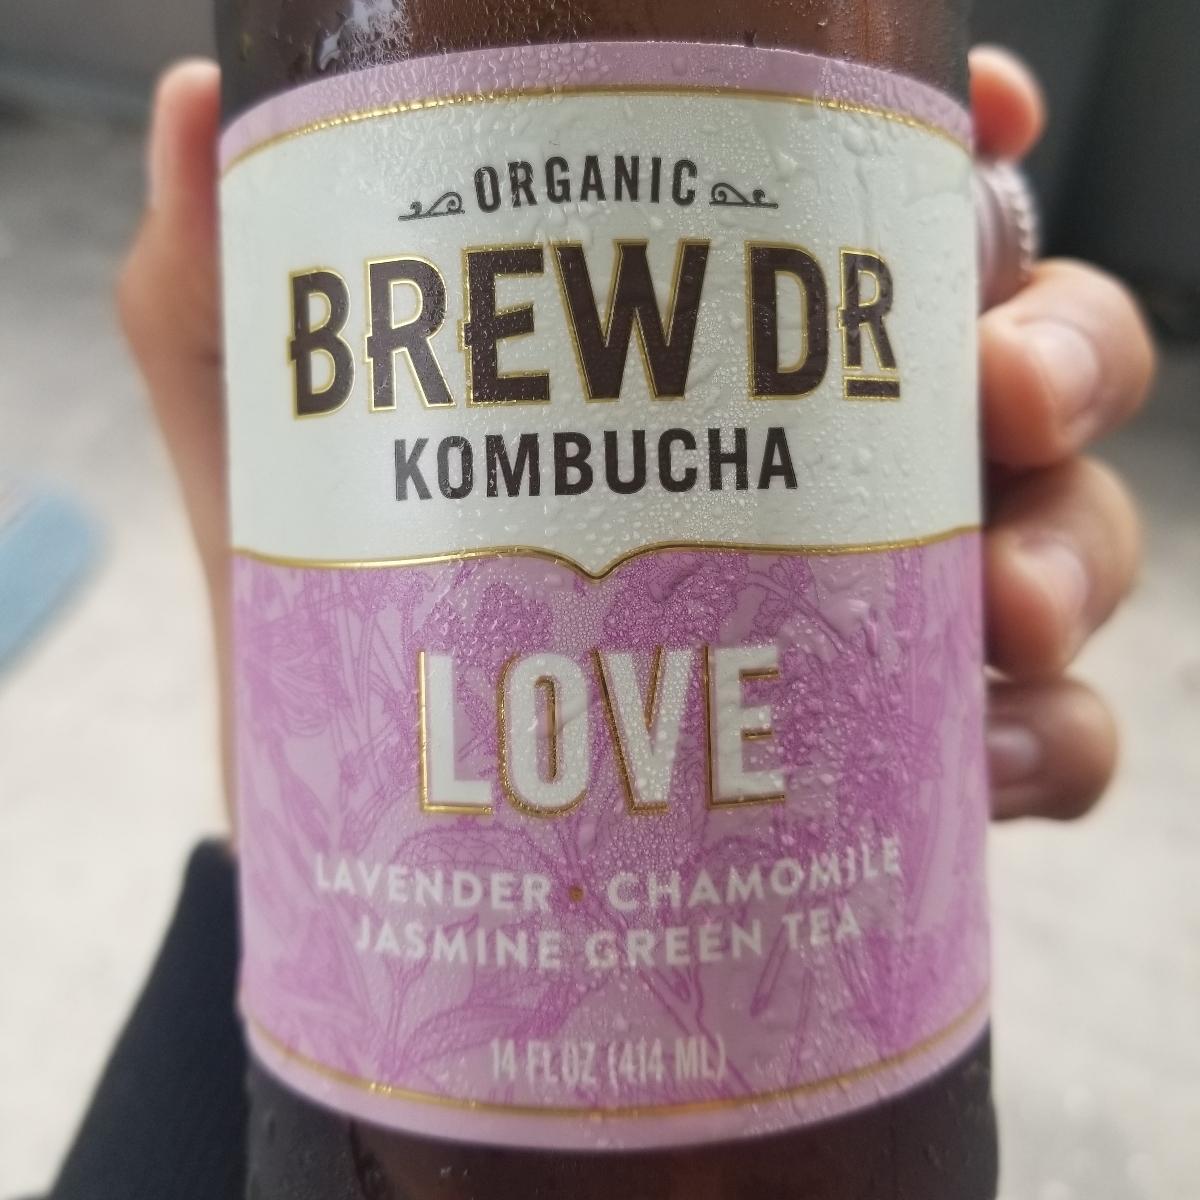 ORGANIC
BREW DR
KOMBUCHA
LOVE
LAVENDER • CHAMOMILE
JASMINE GREEN TEA
14 FL OZ (414 ML)